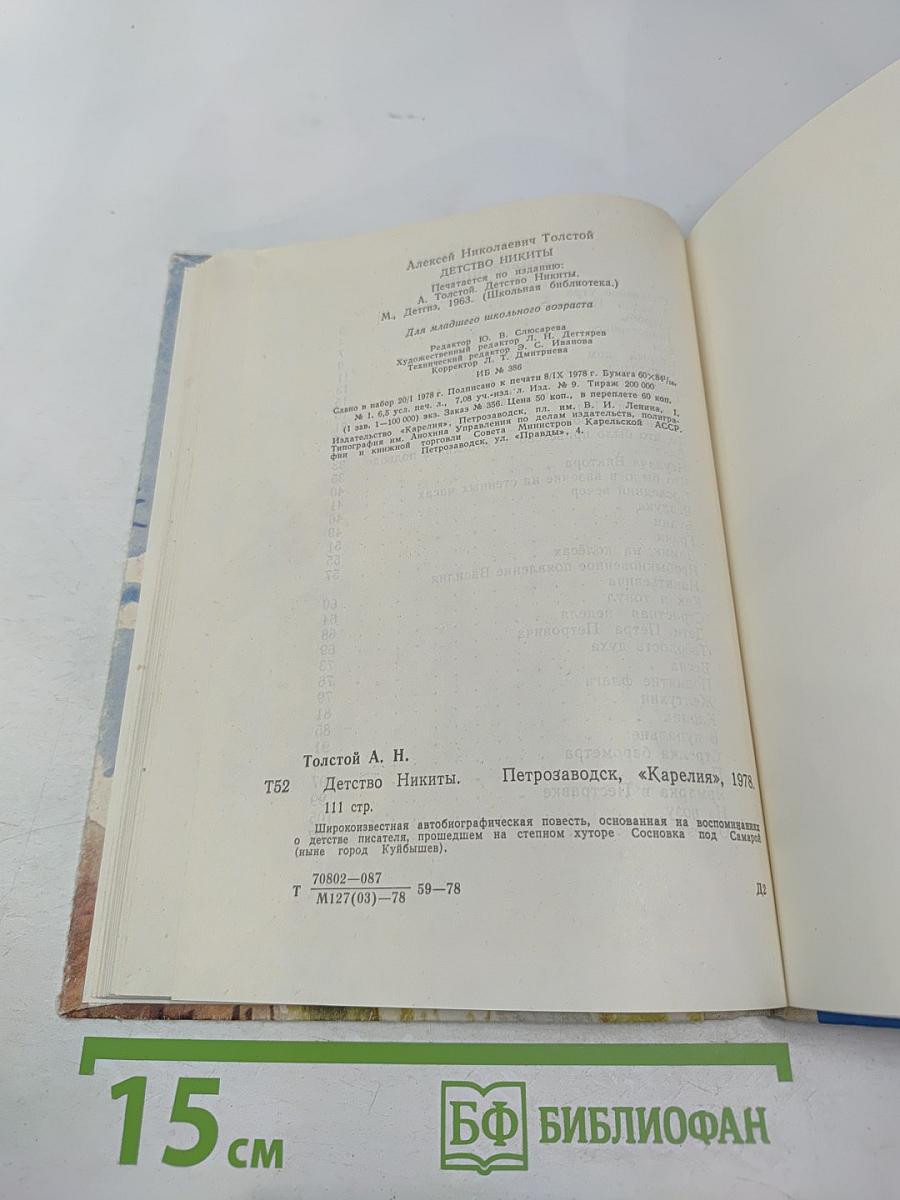 Алексей Николаевич Толстой
ДЕТСТВО НИКИТЫ
Печатается по изданию:
А. Толстой. Детство Никиты.
М., Детгиз, 1963. (Школьная библиотека.)
Для младшего школьного возраста
Редактор Ю. В. Слюсарева
Художественный редактор Л. Н. Дегтярев
Технический редактор Э. С. Иванова
Корректор Л. Т. Дмитриева
ИБ № 386
Сдано в набор 20/I 1978 г. Подписано к печати 8/IX 1978 г. Бумага 60×84 1/16,
№ 1. 6,5 усл. печ. л., 7,08 уч.-изд. л. Изд. № 9. Тираж 200 000
(1 зав. 1—100 000) экз. Заказ № 356. Цена 50 коп., в переплете 60 коп.
Издательство «Карелия», Петрозаводск, пл. им. В. И. Ленина, 1.
Типография им. Анохина Управления по делам издательств, полигра-
фии и книжной торговли Совета Министров Карельской АССР.
Петрозаводск, ул. «Правды», 4.
Толстой А. Н.
Т52 Детство Никиты. Петрозаводск, «Карелия», 1978.
111 стр.
Широкоизвестная автобиографическая повесть, основанная на воспоминаниях
о детстве писателя, прошедшем на степном хуторе Сосновка под Самарой
(ныне город Куйбышев).
70802—087
Т 59—78 Д2
М127(03)—78
15 см
БФ БИБЛИОФАН